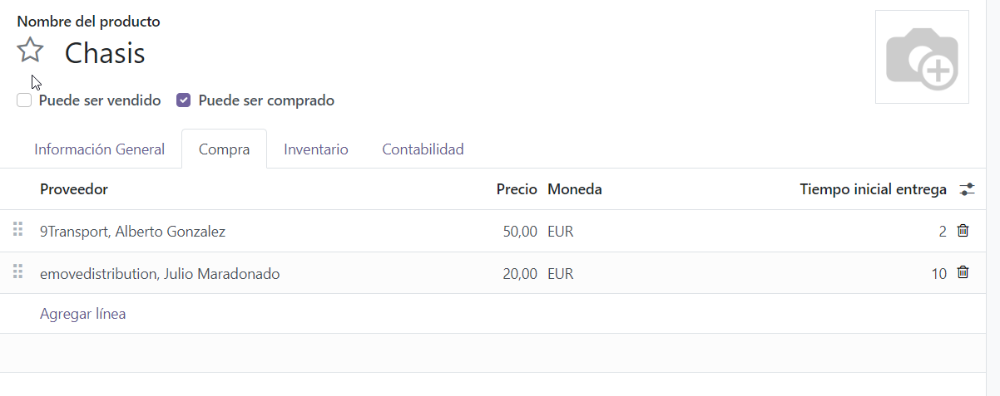 Nombre del producto
Chasis
Puede ser vendido Puede ser comprado
Información General Compra Inventario Contabilidad
Proveedor Precio Moneda Tiempo inicial entrega
9Transport, Alberto Gonzalez 50,00 EUR 2
emovedistribution, Julio Maradonado 20,00 EUR 10
Agregar línea